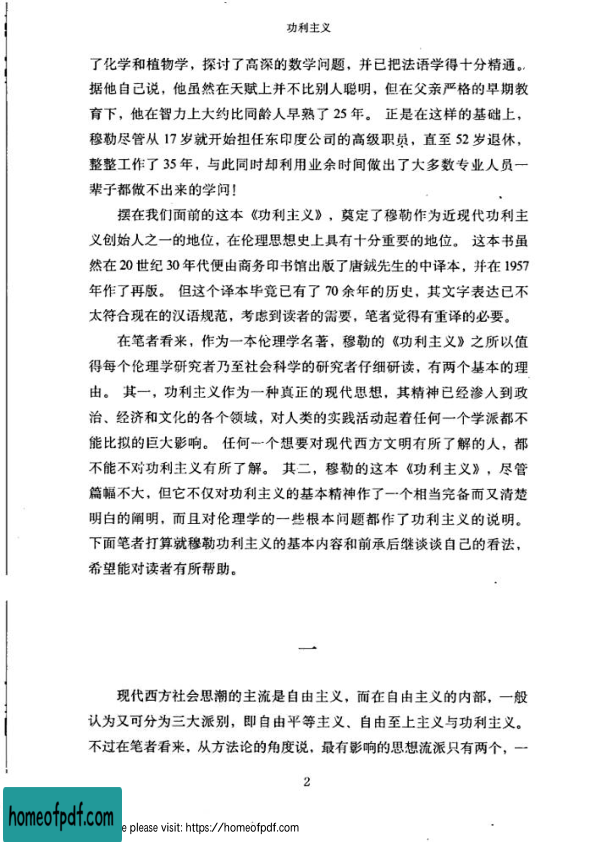 功利主义
了化学和植物学，探讨了高深的数学问题，并已把法语学得十分精通。
据他自己说，他虽然在天赋上并不比别人聪明，但在父亲严格的早期教
育下，他在智力上大约比同龄人早熟了 25 年。 正是在这样的基础上，
穆勒尽管从 17 岁就开始担任东印度公司的高级职员，直至 52 岁退休，
整整工作了 35 年，与此同时却利用业余时间做出了大多数专业人员一
辈子都做不出来的学问！
摆在我们面前的这本《功利主义》，奠定了穆勒作为近现代功利主
义创始人之一的地位，在伦理思想史上具有十分重要的地位。 这本书虽
然在 20 世纪 30 年代便由商务印书馆出版了唐钺先生的中译本，并在 1957
年作了再版。 但这个译本毕竟已有了 70 余年的历史，其文字表达已不
太符合现在的汉语规范，考虑到读者的需要，笔者觉得有重译的必要。
在笔者看来，作为一本伦理学名著，穆勒的《功利主义》之所以值
得每个伦理学研究者乃至社会科学的研究者仔细研读，有两个基本的理
由。 其一，功利主义作为一种真正的现代思想，其精神已经渗入到政
治、经济和文化的各个领域，对人类的实践活动起着任何一个学派都不
能比拟的巨大影响。 任何一个想要对现代西方文明有所了解的人，都
不能不对功利主义有所了解。 其二，穆勒的这本《功利主义》，尽管
篇幅不大，但它不仅对功利主义的基本精神作了一个相当完备而又清楚
明白的阐明，而且对伦理学的一些根本问题都作了功利主义的说明。
下面笔者打算就穆勒功利主义的基本内容和前承后继谈谈自己的看法，
希望能对读者有所帮助。
一
现代西方社会思潮的主流是自由主义，而在自由主义的内部，一般
认为又可分为三大派别，即自由平等主义、自由至上主义与功利主义。
不过在笔者看来，从方法论的角度说，最有影响的思想流派只有两个，一
2
homeofpdf.com
e please visit: https://homeofpdf.com